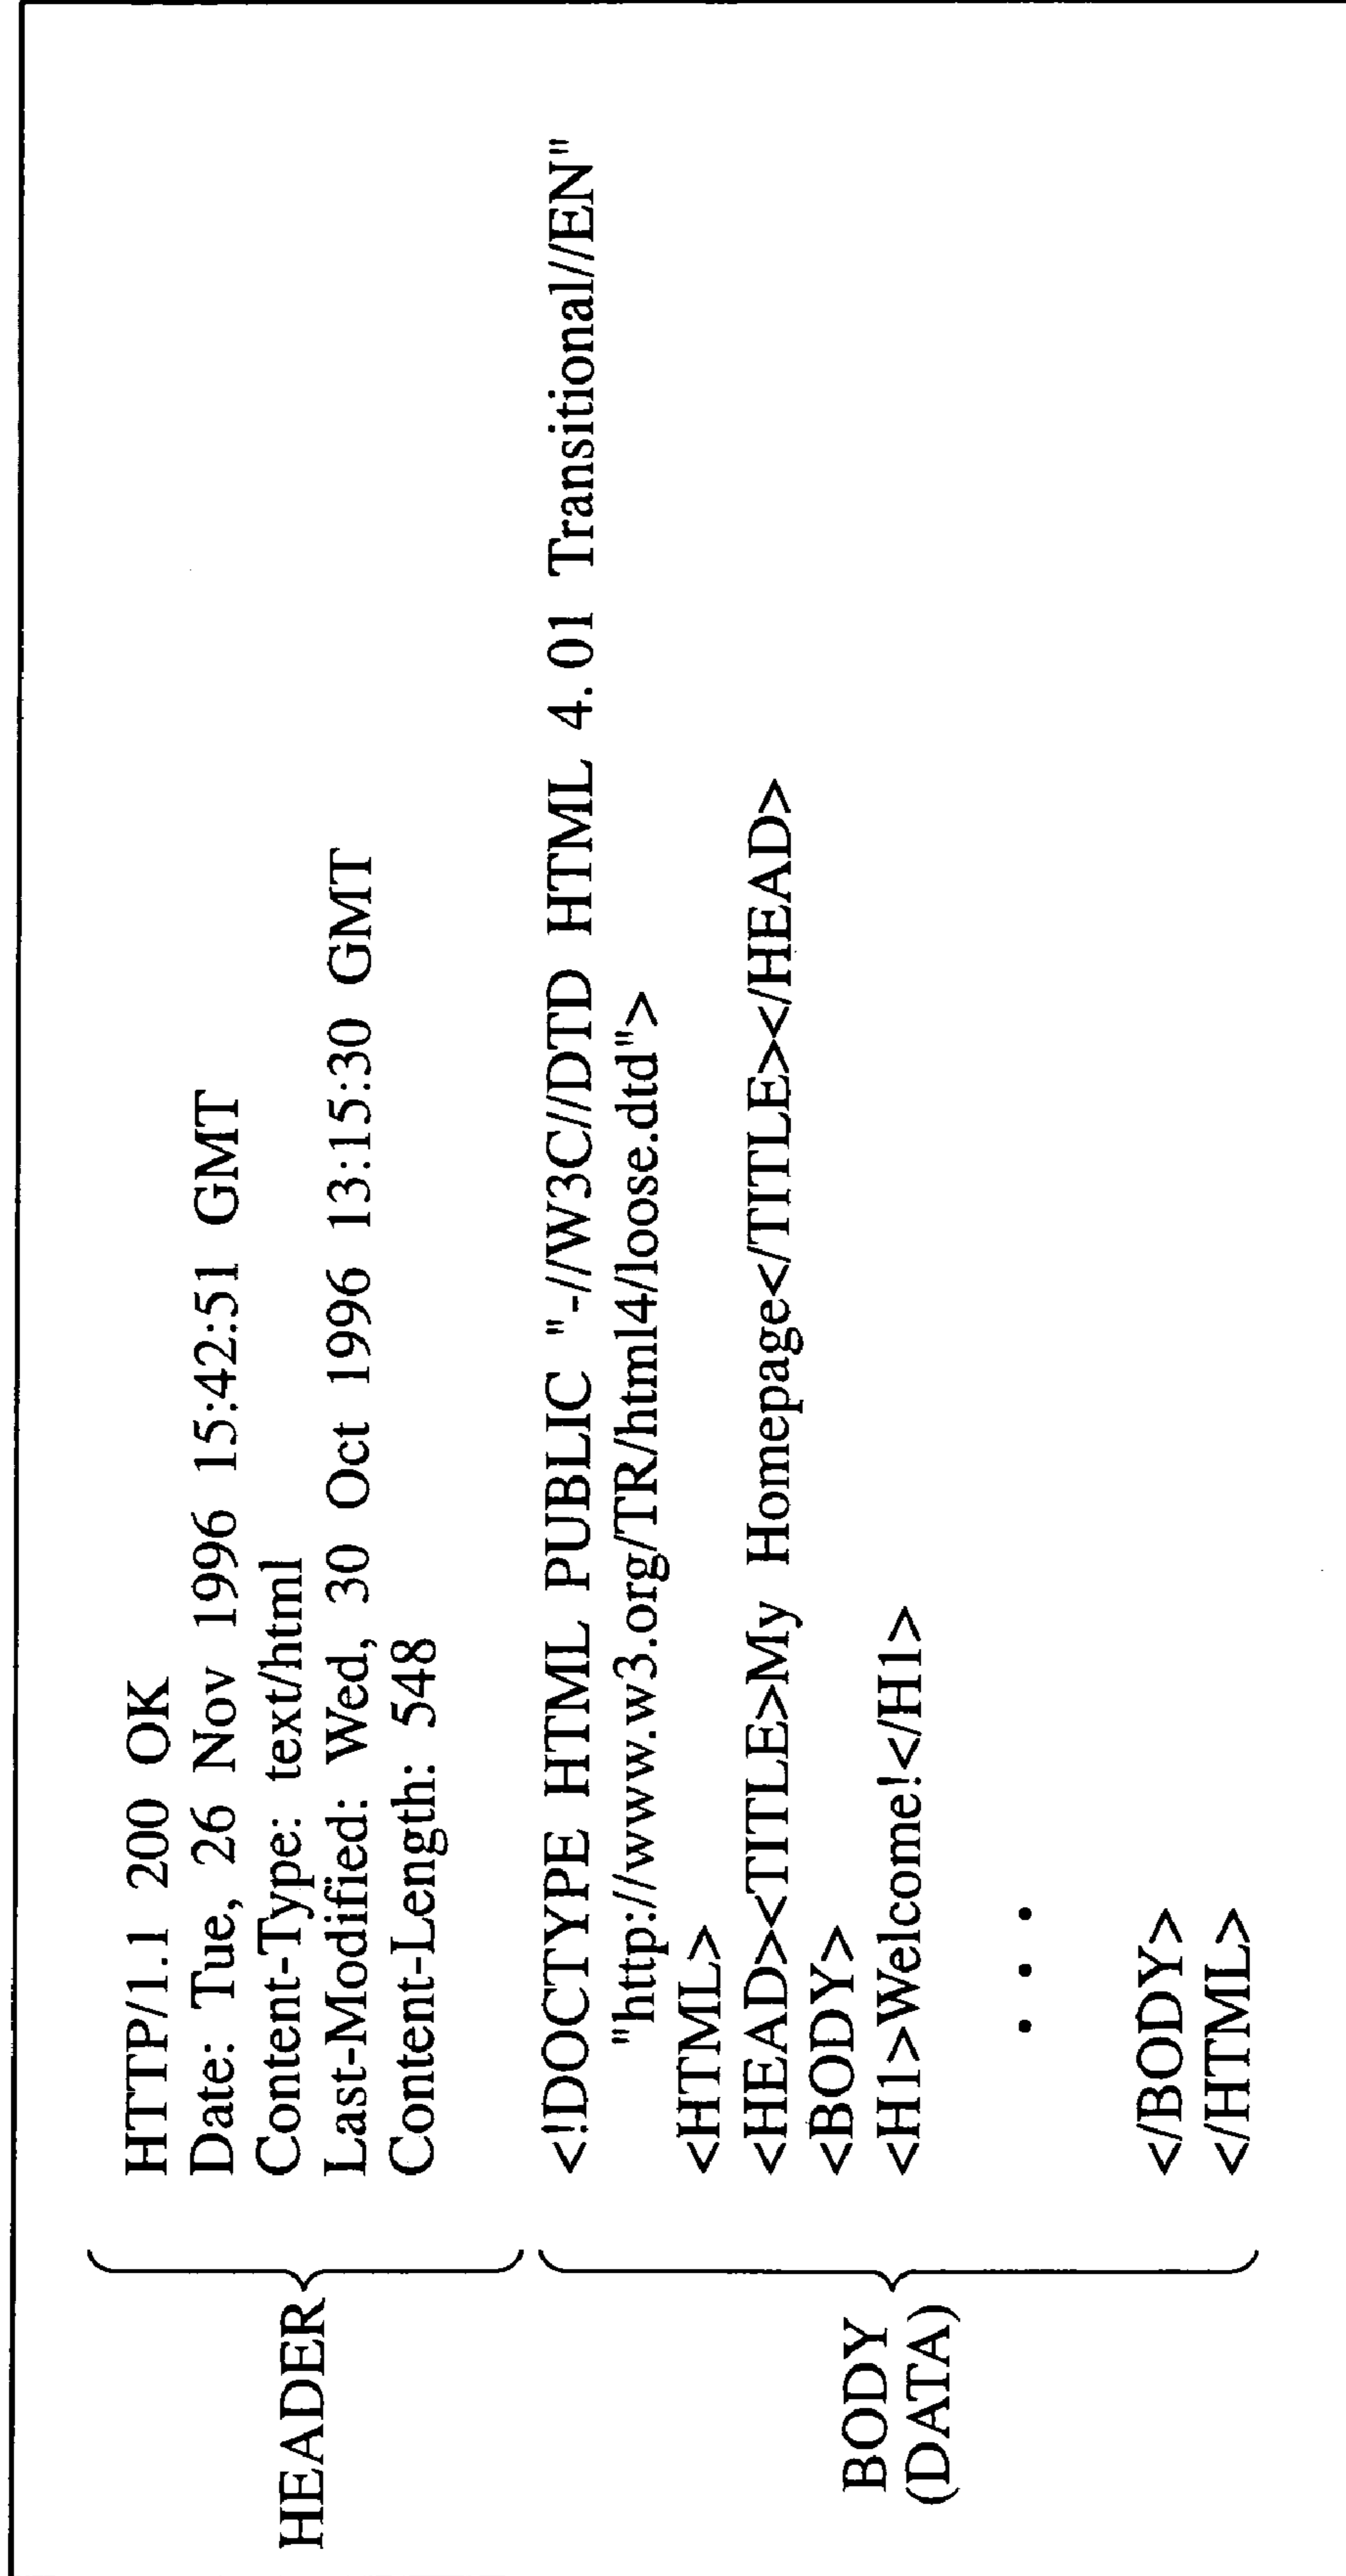 HEADER
HTTP/1.1 200 OK
Date: Tue, 26 Nov 1996 15:42:51 GMT
Content-Type: text/html
Last-Modified: Wed, 30 Oct 1996 13:15:30 GMT
Content-Length: 548
BODY
(DATA)
<!DOCTYPE HTML PUBLIC "-//W3C//DTD HTML 4. 01 Transitional//EN"
"http://www.w3.org/TR/html4/loose.dtd">
<HTML>
<HEAD><TITLE>My Homepage</TITLE></HEAD>
<BODY>
<H1>Welcome!</H1>
• • •
</BODY>
</HTML>